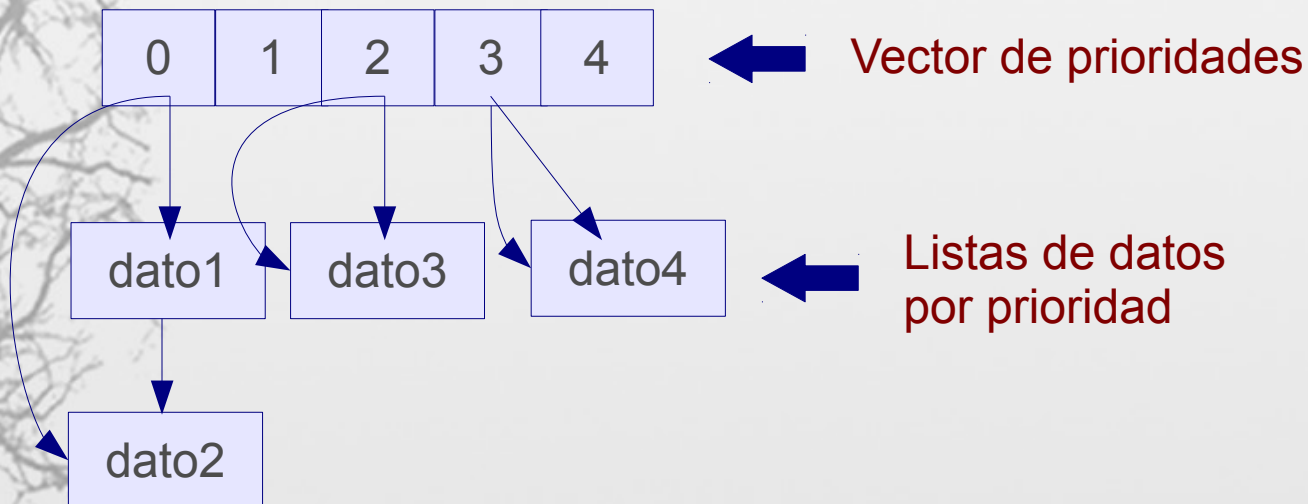 0 1 2 3 4
Vector de prioridades
dato1
dato3
dato4
Listas de datos
por prioridad
dato2